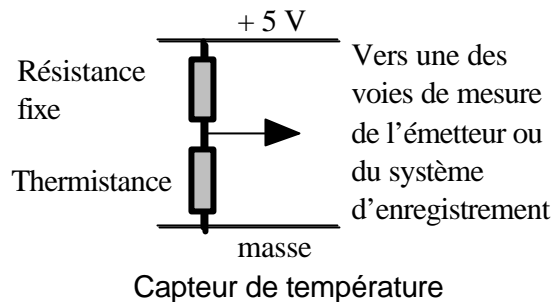 + 5 V
Résistance
fixe
Thermistance
Vers une des
voies de mesure
de l'émetteur ou
du système
d'enregistrement
masse
Capteur de température